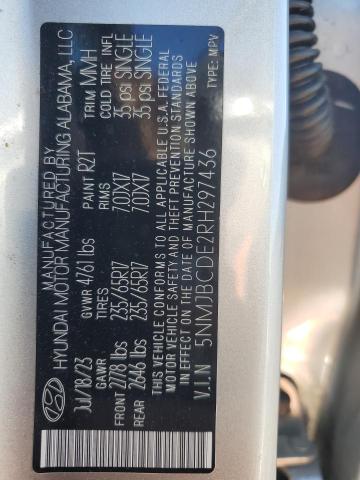 MANUFACTURED BY
HYUNDAI MOTOR MANUFACTURING ALABAMA, LLC
JUL/18/23 GVWR 4761 lbs PAINT R2T TRIM MMH
GAWR TIRES RIMS COLD TIRE INFL
FRONT 2778 lbs 235/65R17 7.0JX17 35 psi SINGLE
REAR 2646 lbs 235/65R17 7.0JX17 35 psi SINGLE
THIS VEHICLE CONFORMS TO ALL APPLICABLE U.S.A. FEDERAL
MOTOR VEHICLE SAFETY, BUMPER, AND THEFT PREVENTION STANDARDS
IN EFFECT ON THE DATE OF MANUFACTURE SHOWN ABOVE
V.I.N 5NMJBCDE2RH297436 TYPE: MPV